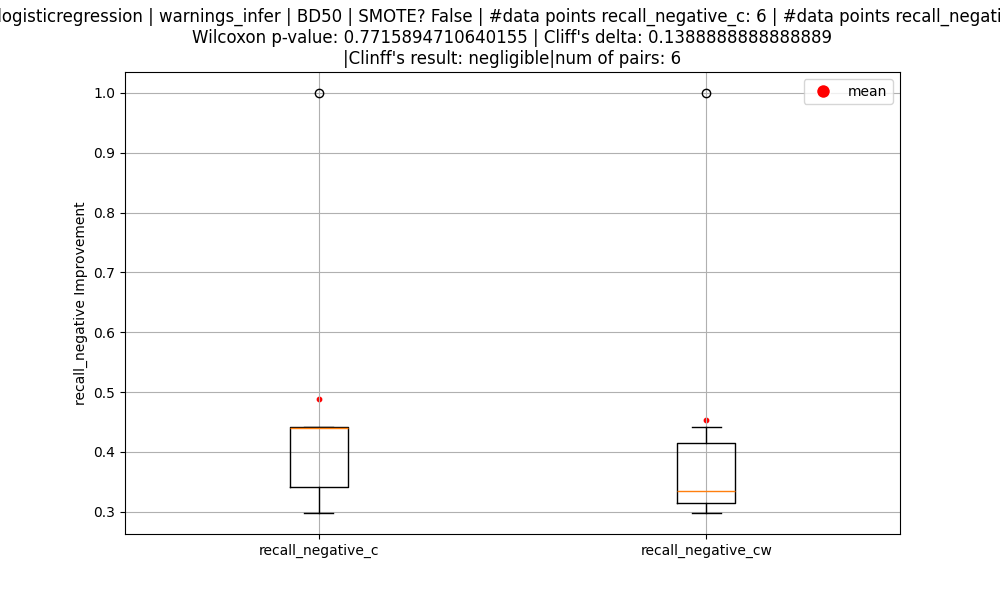 logisticregression | warnings_infer | BD50 | SMOTE? False | #data points recall_negative_c: 6 | #data points recall_negati
Wilcoxon p-value: 0.7715894710640155 | Cliff's delta: 0.1388888888888889
|Clinff's result: negligible|num of pairs: 6
mean
1.0
0.9
0.8
0.7
0.6
0.5
0.4
0.3
recall_negative Improvement
recall_negative_c
recall_negative_cw